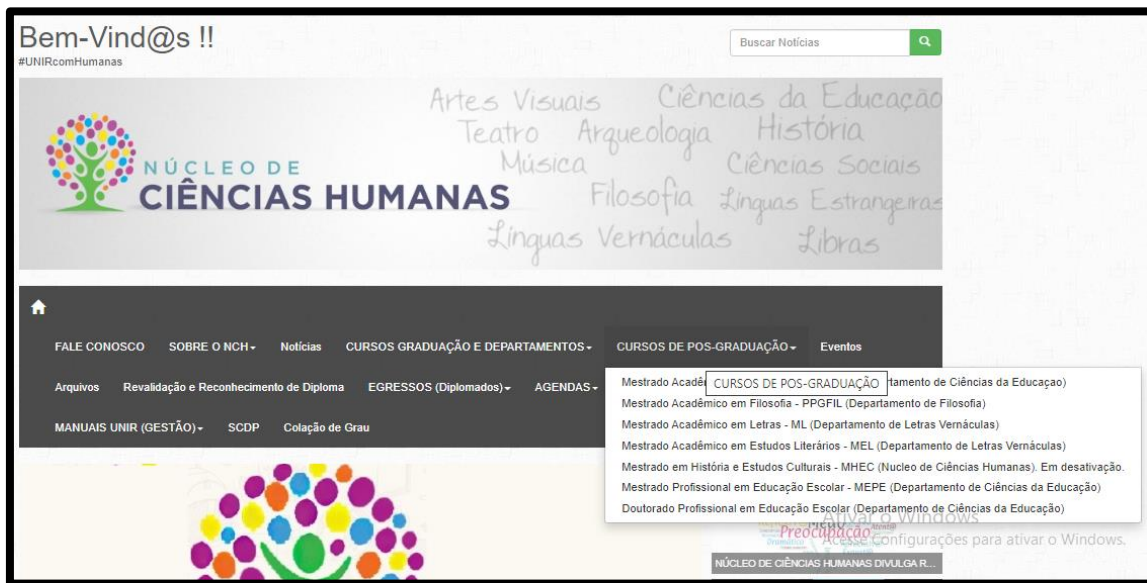 Bem-Vind@s !!
#UNIRcomHumanas
Buscar Notícias
Artes Visuais Ciências da Educação
Teatro Arqueologia História
Música Ciências Sociais
Filosofia Línguas Estrangeiras
Línguas Vernáculas Libras
NÚCLEO DE
CIÊNCIAS HUMANAS
FALE CONOSCO SOBRE O NCH Notícias CURSOS GRADUAÇÃO E DEPARTAMENTOS CURSOS DE POS-GRADUAÇÃO Eventos
Arquivos Revalidação e Reconhecimento de Diploma EGRESSOS (Diplomados) AGENDAS
MANUAIS UNIR (GESTÃO) SCDP Colação de Grau
Mestrado CURSOS DE POS-GRADUAÇÃO de Ciências da Educaçao)
Mestrado Acadêmico em Filosofia - PPGFIL (Departamento de Filosofia)
Mestrado Acadêmico em Letras - ML (Departamento de Letras Vernáculas)
Mestrado Acadêmico em Estudos Literários - MEL (Departamento de Letras Vernáculas)
Mestrado em História e Estudos Culturais - MHEC (Nucleo de Ciências Humanas). Em desativação.
Mestrado Profissional em Educação Escolar - MEPE (Departamento de Ciências da Educação)
Doutorado Profissional em Educação Escolar (Departamento de Ciências da Educação)
Ativar o Windows
Preocupação
Acesse Configurações para ativar o Windows.
NÚCLEO DE CIÊNCIAS HUMANAS DIVULGA R...